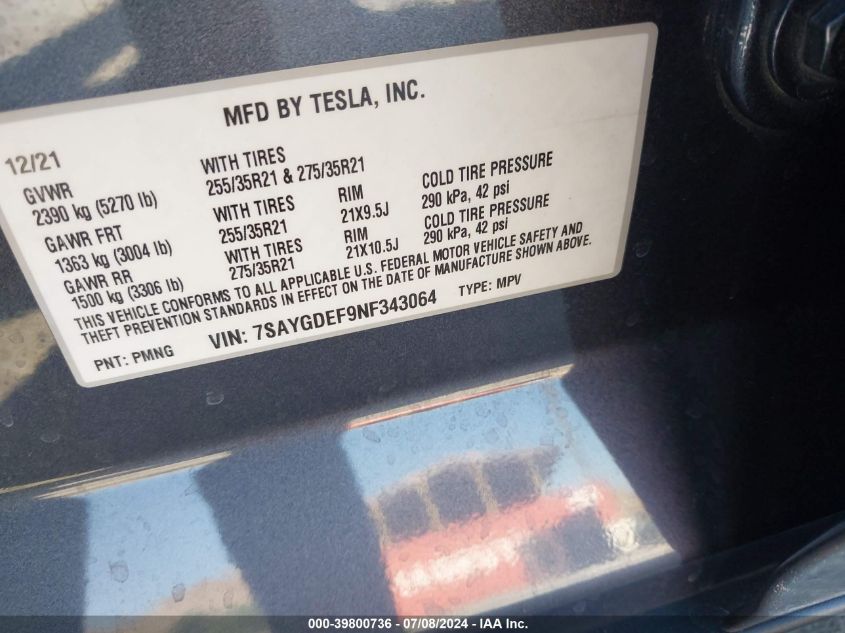 MFD BY TESLA, INC.
12/21
GVWR
2390 kg (5270 lb)
WITH TIRES
255/35R21 & 275/35R21
COLD TIRE PRESSURE
290 kPa, 42 psi
GAWR FRT
1363 kg (3004 lb)
WITH TIRES
255/35R21
RIM
21X9.5J
COLD TIRE PRESSURE
290 kPa, 42 psi
GAWR RR
1500 kg (3306 lb)
WITH TIRES
275/35R21
RIM
21X10.5J
THIS VEHICLE CONFORMS TO ALL APPLICABLE U.S. FEDERAL MOTOR VEHICLE SAFETY AND
THEFT PREVENTION STANDARDS IN EFFECT ON THE DATE OF MANUFACTURE SHOWN ABOVE.
PNT: PMNG VIN: 7SAYGDEF9NF343064 TYPE: MPV
000-39800736 - 07/08/2024 - IAA Inc.